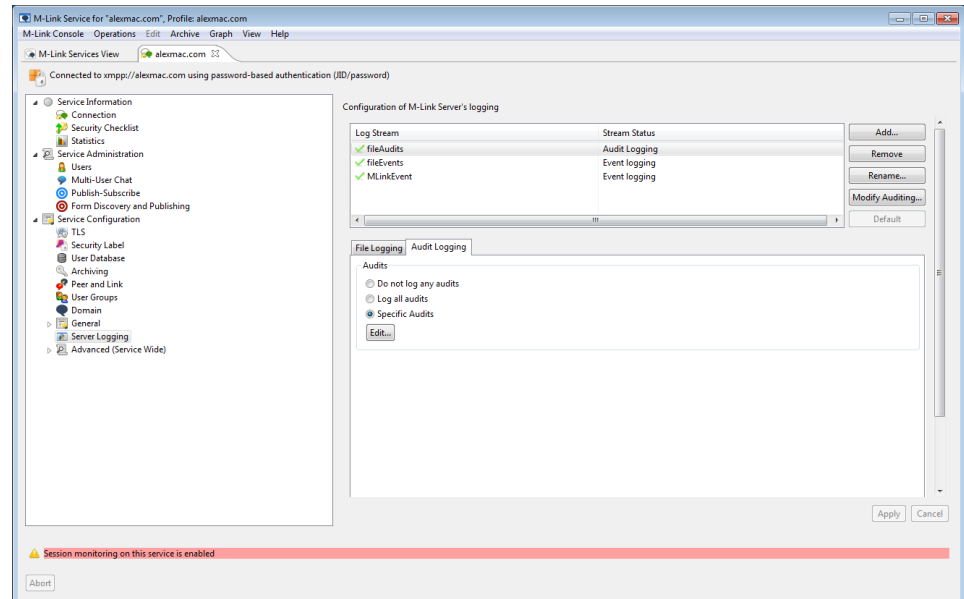 M-Link Service for "alexmac.com", Profile: alexmac.com
M-Link Console Operations Edit Archive Graph View Help
M-Link Services View alexmac.com
Connected to xmpp://alexmac.com using password-based authentication (JID/password)
Service Information
Connection
Security Checklist
Statistics
Service Administration
Users
Multi-User Chat
Publish-Subscribe
Form Discovery and Publishing
Service Configuration
TLS
Security Label
User Database
Archiving
Peer and Link
User Groups
Domain
General
Server Logging
Advanced (Service Wide)
Configuration of M-Link Server's logging
Log Stream Stream Status
fileAudits Audit Logging
fileEvents Event logging
MLinkEvent Event logging
Add...
Remove
Rename...
Modify Auditing...
Default
File Logging Audit Logging
Audits
Do not log any audits
Log all audits
Specific Audits
Edit...
Apply Cancel
Session monitoring on this service is enabled
Abort